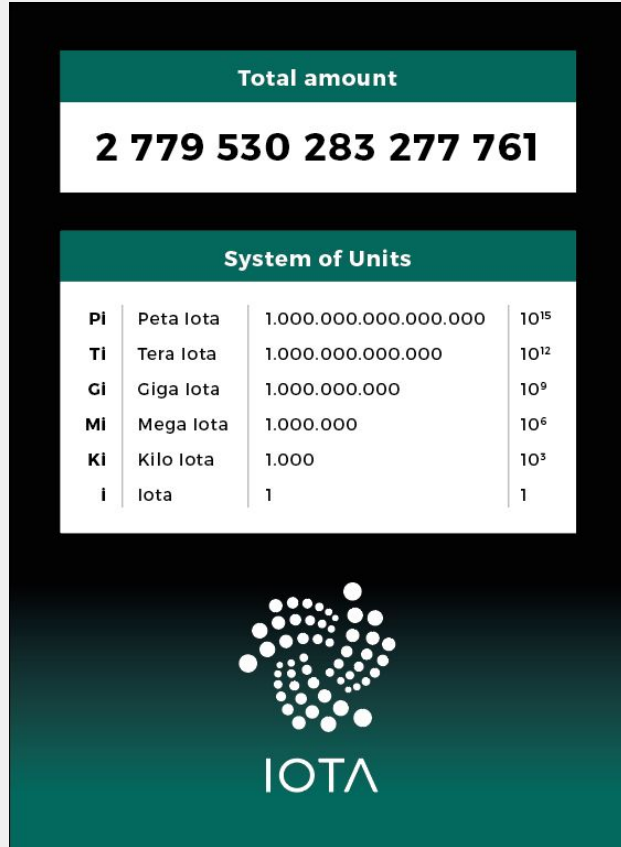 Total amount
2 779 530 283 277 761
System of Units
Pi Peta Iota 1.000.000.000.000.000 10¹⁵
Ti Tera Iota 1.000.000.000.000 10¹²
Gi Giga Iota 1.000.000.000 10⁹
Mi Mega Iota 1.000.000 10⁶
Ki Kilo Iota 1.000 10³
i Iota 1 1
IOTA